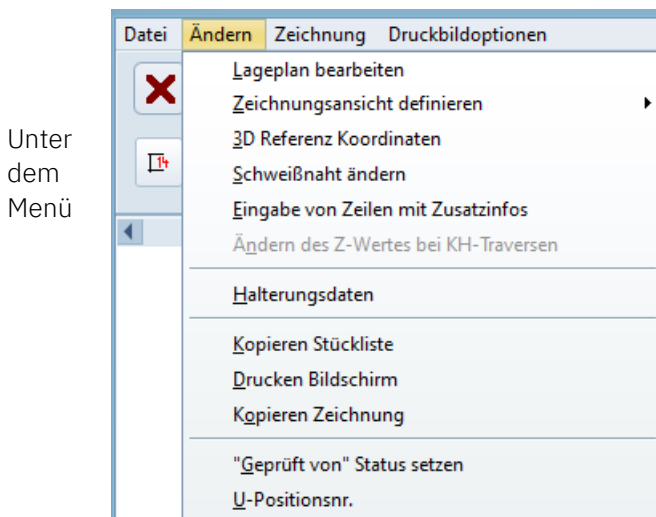 Unter
dem
Menü
Datei Ändern Zeichnung Druckbildoptionen
14
Lageplan bearbeiten
Zeichnungsansicht definieren
3D Referenz Koordinaten
Schweißnaht ändern
Eingabe von Zeilen mit Zusatzinfos
Ändern des Z-Wertes bei KH-Traversen
Halterungsdaten
Kopieren Stückliste
Drucken Bildschirm
Kopieren Zeichnung
"Geprüft von" Status setzen
U-Positionsnr.